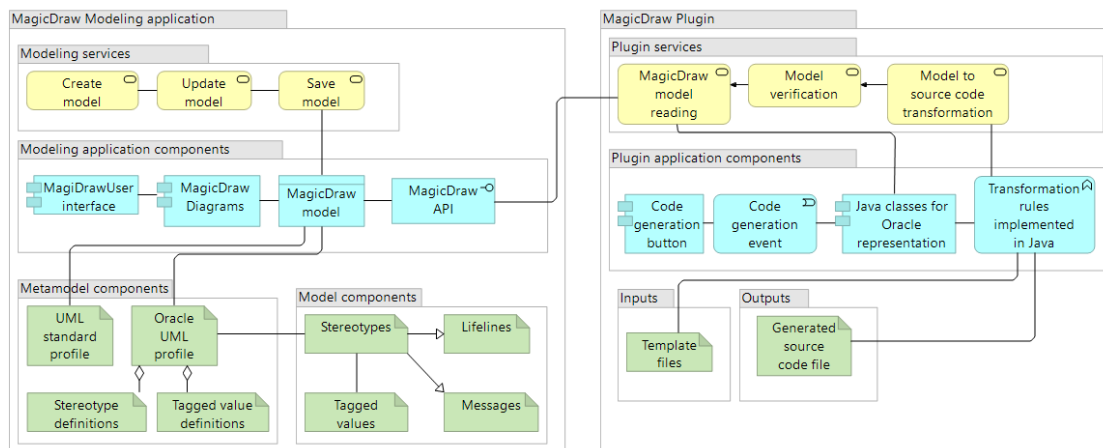 MagicDraw Modeling application
Modeling services
Create
model
Update
model
Save
model
Modeling application components
MagiDrawUser
interface
MagicDraw
Diagrams
MagicDraw
model
MagicDraw
API
Metamodel components
UML
standard
profile
Oracle
UML
profile
Stereotype
definitions
Tagged value
definitions
Model components
Stereotypes
Lifelines
Tagged
values
Messages
MagicDraw Plugin
Plugin services
MagicDraw
model
reading
Model
verification
Model to
source code
transformation
Plugin application components
Code
generation
button
Code
generation
event
Java classes for
Oracle
representation
Transformation
rules
implemented
in Java
Inputs
Template
files
Outputs
Generated
source
code file